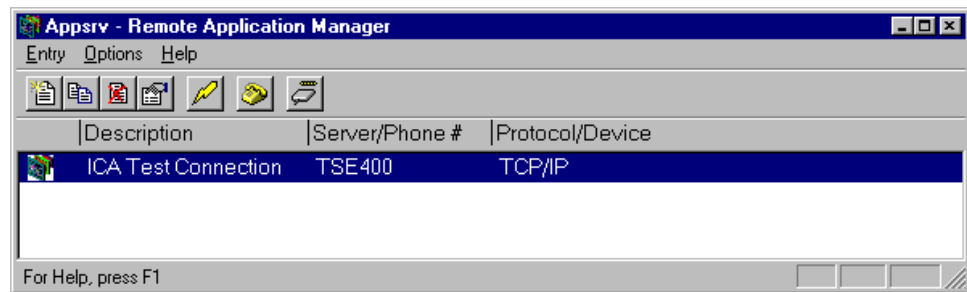 Appsrv - Remote Application Manager
Entry Options Help
Description Server/Phone # Protocol/Device
ICA Test Connection TSE400 TCP/IP
For Help, press F1